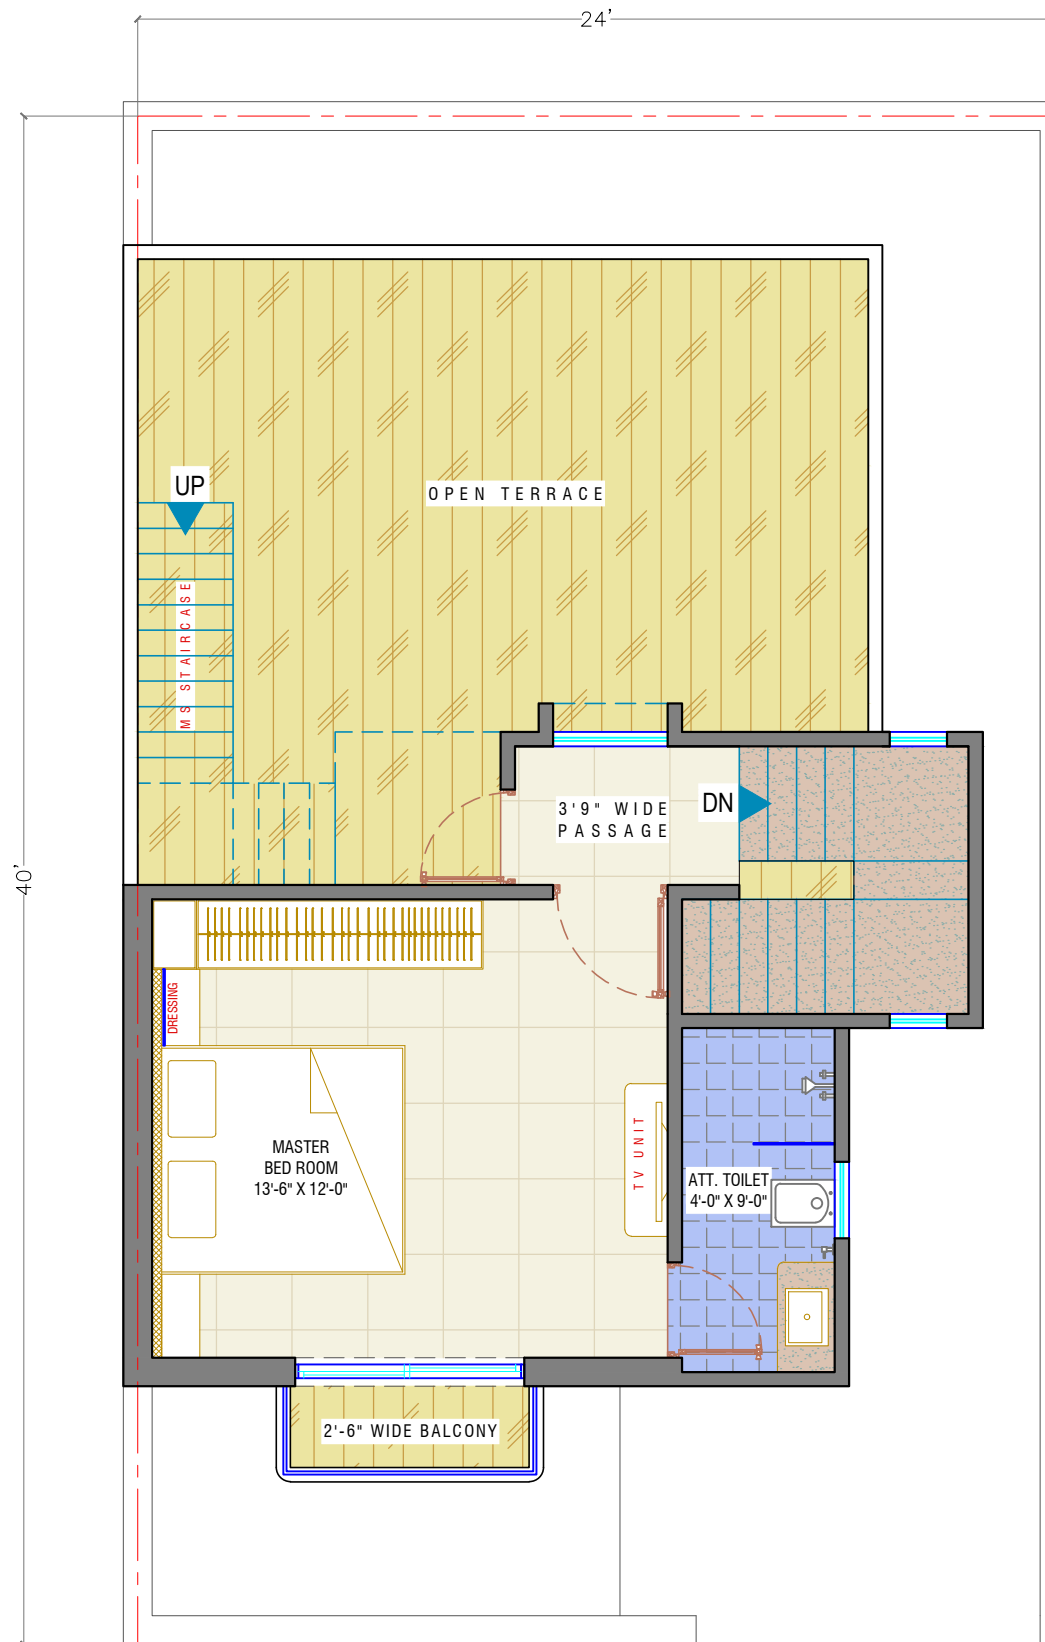 24'
UP
OPEN TERRACE
MS STAIRCASE
3'9" WIDE
PASSAGE
DN
40'
DRESSING
MASTER
BED ROOM
13'-6" X 12'-0"
TV UNIT
ATT. TOILET
4'-0" X 9'-0"
2'-6" WIDE BALCONY